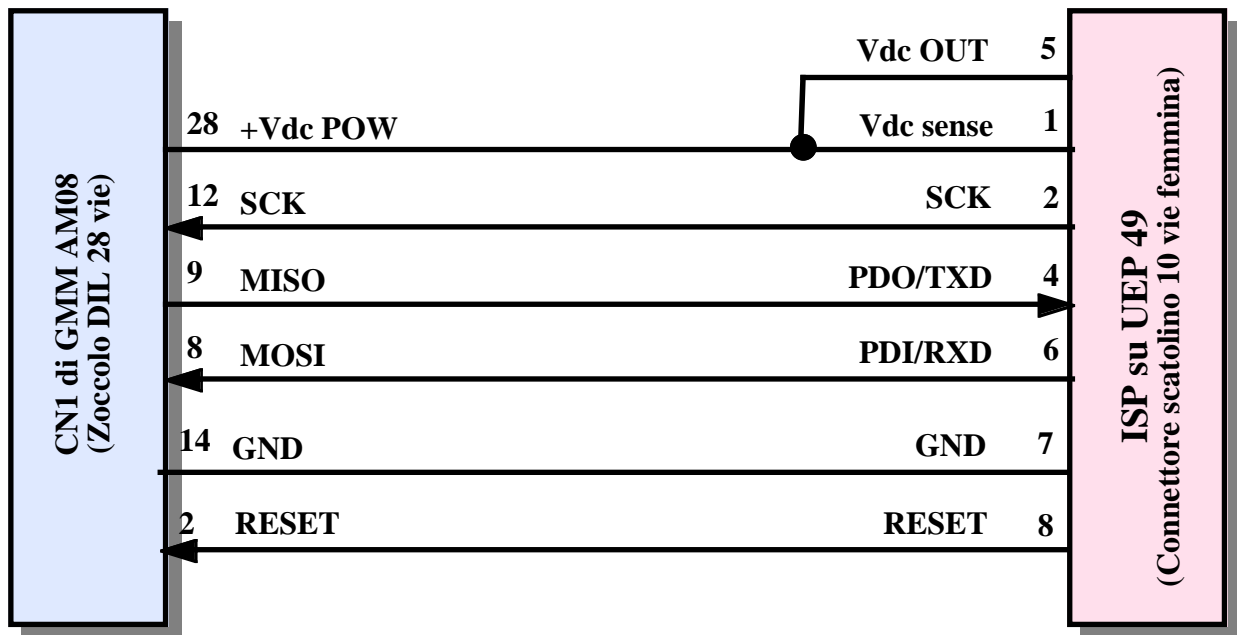 CN1 di GMM AM08
(Zoccolo DIL 28 vie)
Vdc OUT 5
28 +Vdc POW Vdc sense 1
12 SCK SCK 2
9 MISO PDO/TXD 4
8 MOSI PDI/RXD 6
14 GND GND 7
2 RESET RESET 8
ISP su UEP 49
(Connettore scatolino 10 vie femmina)